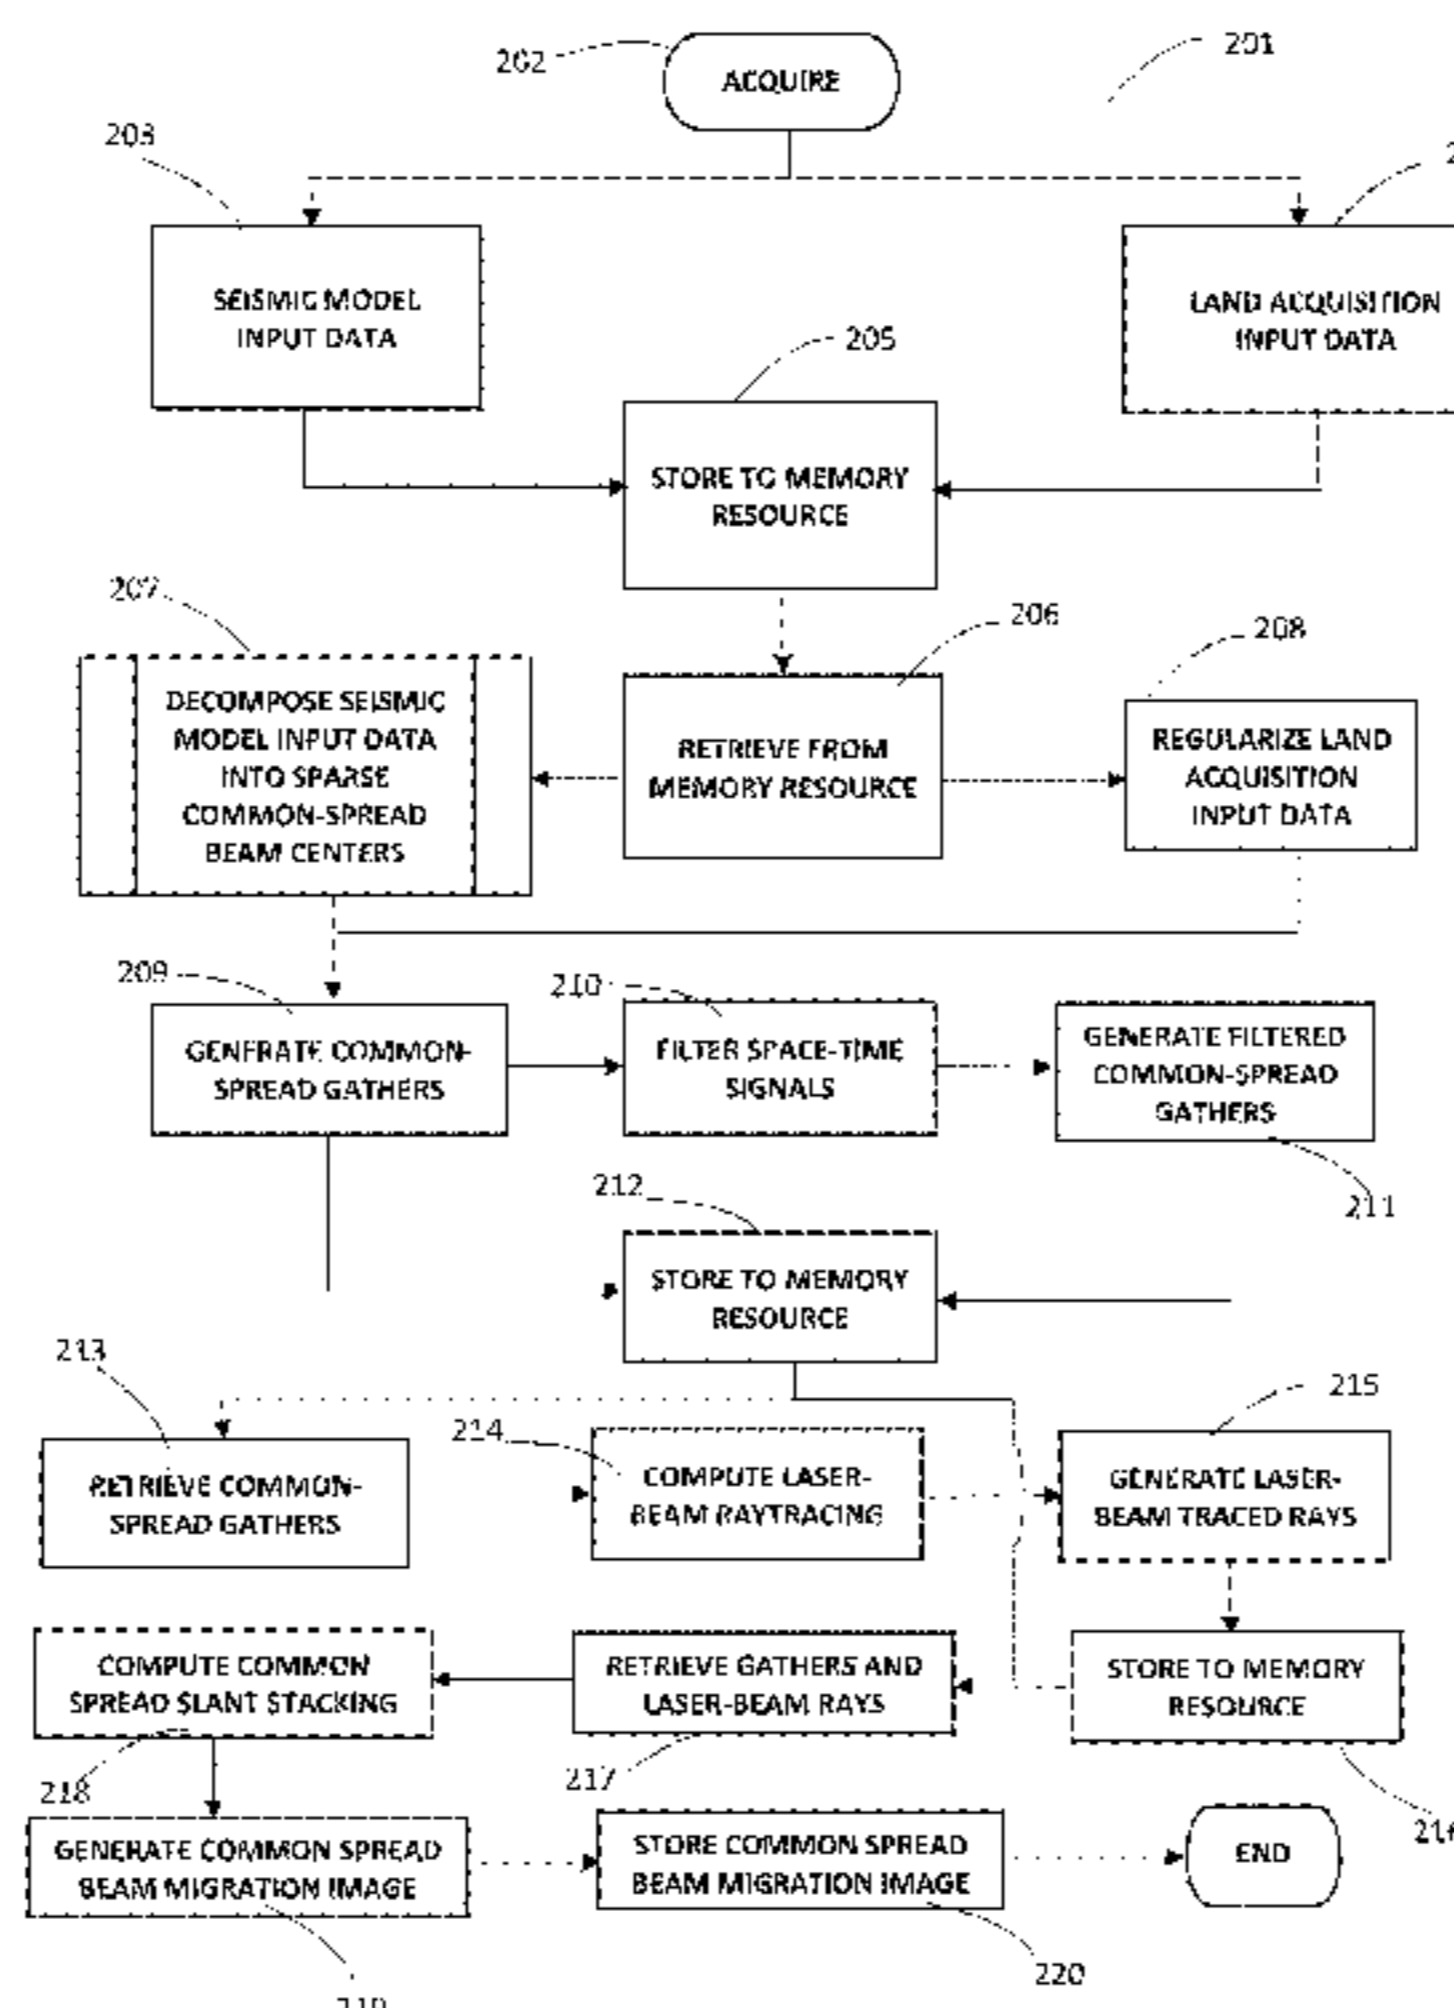 202
ACQUIRE
201
203
SEISMIC MODEL
INPUT DATA
LAND ACQUISITION
INPUT DATA
205
STORE TO MEMORY
RESOURCE
207
206
208
DECOMPOSE SEISMIC
MODEL INPUT DATA
INTO SPARSE
COMMON-SPREAD
BEAM CENTERS
RETRIEVE FROM
MEMORY RESOURCE
REGULARIZE LAND
ACQUISITION
INPUT DATA
209
210
GENERATE COMMON-
SPREAD GATHERS
FILTER SPACE-TIME
SIGNALS
GENERATE FILTERED
COMMON-SPREAD
GATHERS
211
212
STORE TO MEMORY
RESOURCE
213
214
215
RETRIEVE COMMON-
SPREAD GATHERS
COMPUTE LASER-
BEAM RAYTRACING
GENERATE LASER-
BEAM TRACED RAYS
COMPUTE COMMON
SPREAD SLANT STACKING
RETRIEVE GATHERS AND
LASER-BEAM RAYS
STORE TO MEMORY
RESOURCE
218
217
GENERATE COMMON SPREAD
BEAM MIGRATION IMAGE
STORE COMMON SPREAD
BEAM MIGRATION IMAGE
END
220